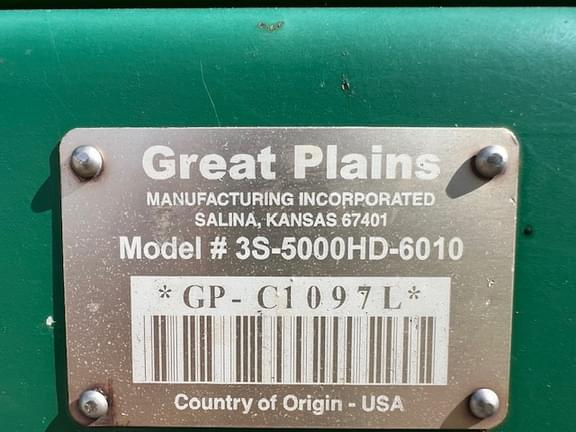 Great Plains
MANUFACTURING INCORPORATED
SALINA, KANSAS 67401
Model # 3S-5000HD-6010
*GP-C1097L*
Country of Origin - USA